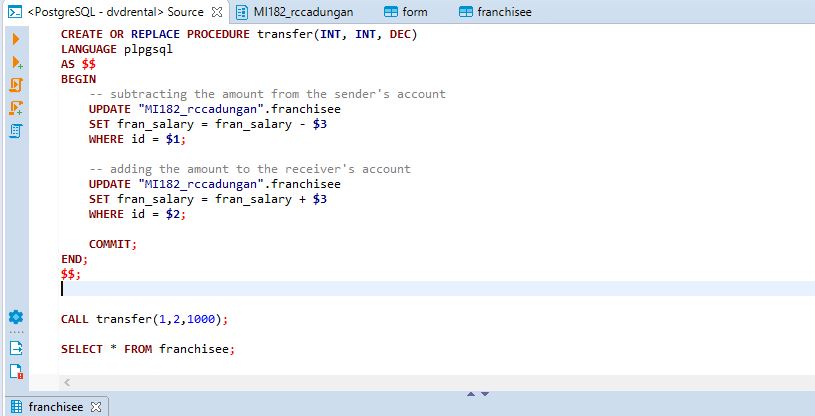 <PostgreSQL - dvdrental> Source MI182_rccadungan form franchisee
CREATE OR REPLACE PROCEDURE transfer(INT, INT, DEC)
LANGUAGE plpgsql
AS $$
BEGIN
    -- subtracting the amount from the sender's account
    UPDATE "MI182_rccadungan".franchisee
    SET fran_salary = fran_salary - $3
    WHERE id = $1;

    -- adding the amount to the receiver's account
    UPDATE "MI182_rccadungan".franchisee
    SET fran_salary = fran_salary + $3
    WHERE id = $2;

    COMMIT;
END;
$$;

CALL transfer(1,2,1000);

SELECT * FROM franchisee;
franchisee